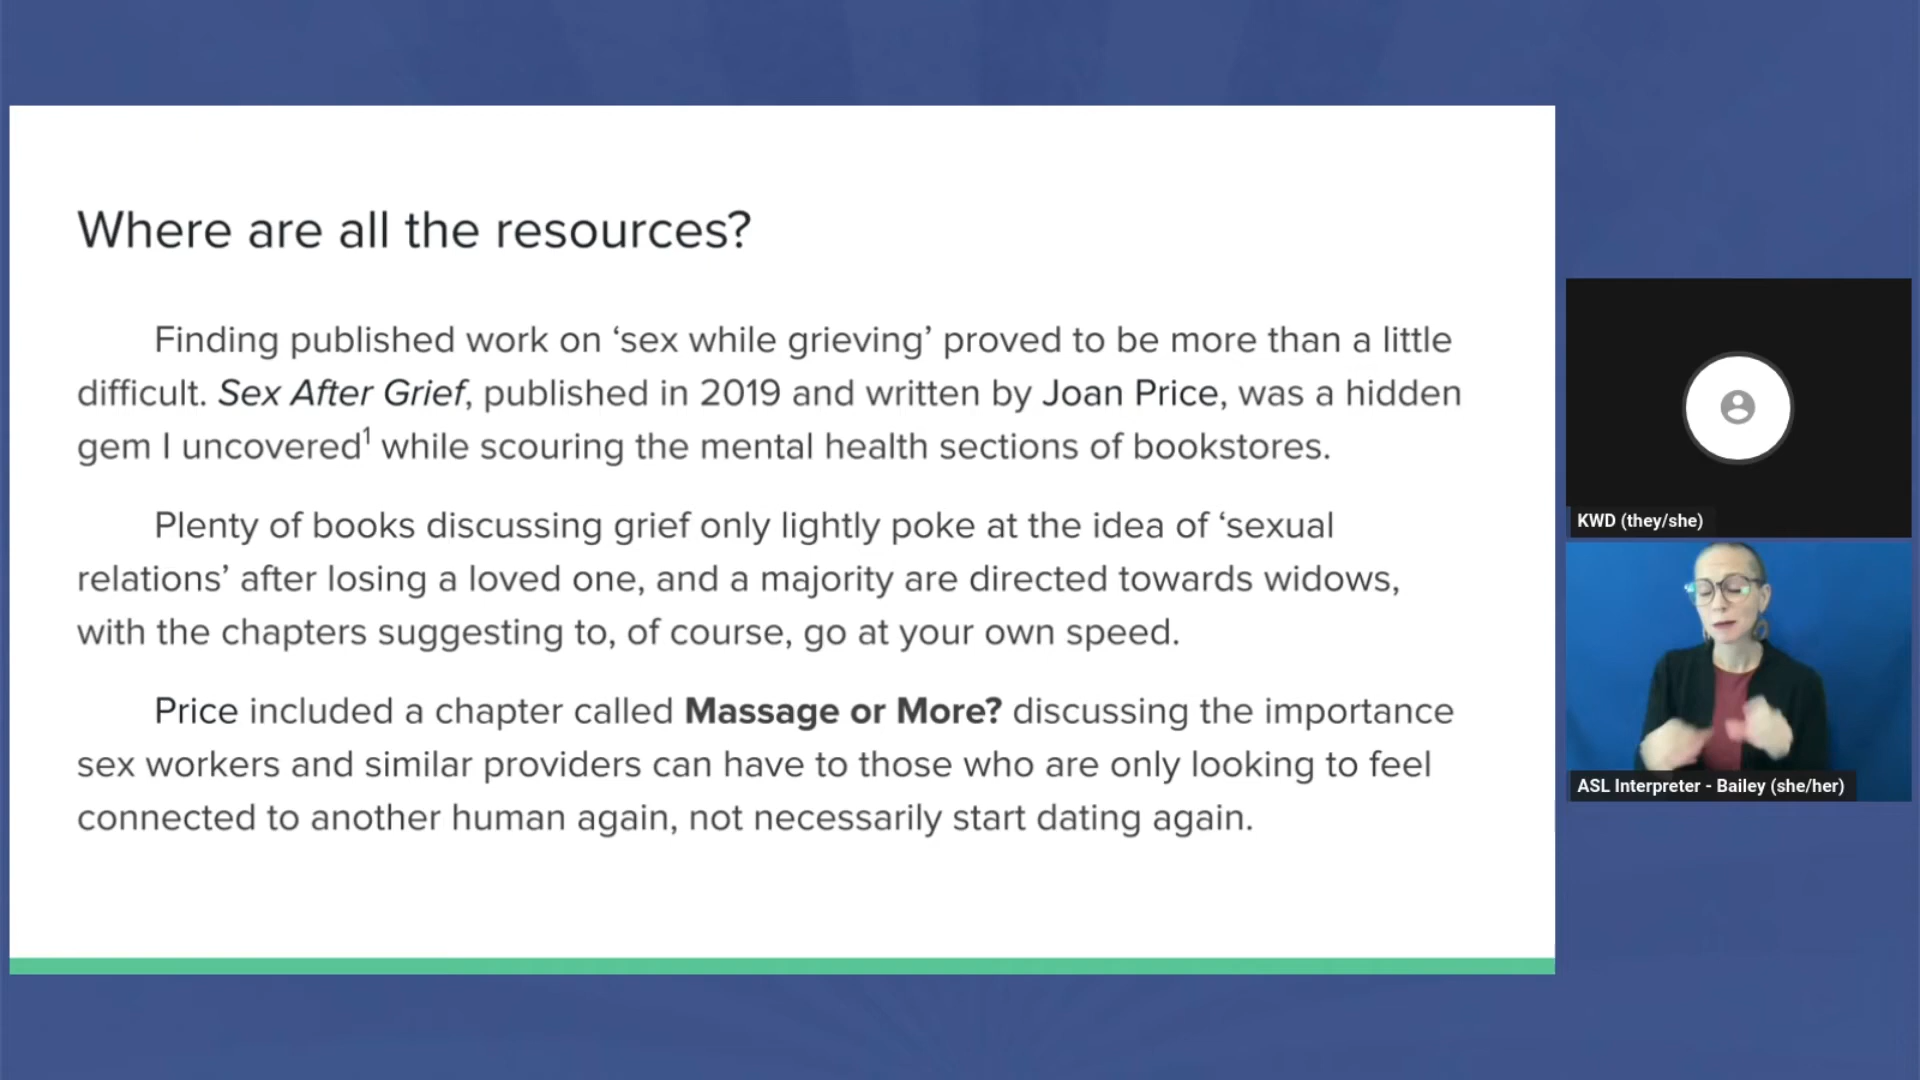 Where are all the resources?
Finding published work on ‘sex while grieving’ proved to be more than a little
difficult. Sex After Grief, published in 2019 and written by Joan Price, was a hidden
gem I uncovered¹ while scouring the mental health sections of bookstores.
Plenty of books discussing grief only lightly poke at the idea of ‘sexual
relations’ after losing a loved one, and a majority are directed towards widows,
with the chapters suggesting to, of course, go at your own speed.
Price included a chapter called Massage or More? discussing the importance
sex workers and similar providers can have to those who are only looking to feel
connected to another human again, not necessarily start dating again.
KWD (they/she)
ASL Interpreter - Bailey (she/her)